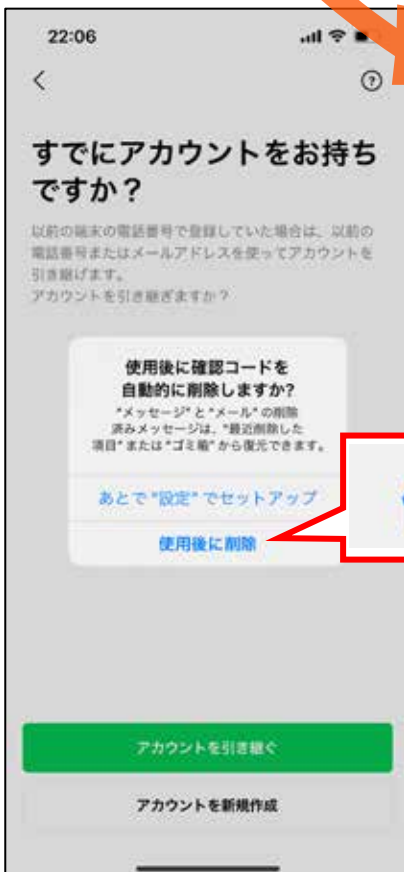 22:06
すでにアカウントをお持ち
ですか？
以前の端末の電話番号で登録していた場合は、以前の
電話番号またはメールアドレスを使ってアカウントを
引き継げます。
アカウントを引き継ぎますか？
使用後に確認コードを
自動的に削除しますか?
"メッセージ"と"メール"の削除
済みメッセージは、"最近削除した
項目"または"ゴミ箱"から復元できます。
あとで"設定"でセットアップ
使用後に削除
アカウントを引き継ぐ
アカウントを新規作成